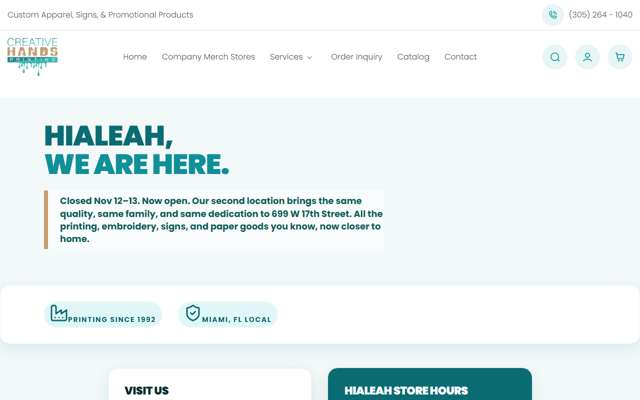 Custom Apparel, Signs, & Promotional Products
(305) 264 - 1040
CREATIVE
HANDS
PRINTING
Home
Company Merch Stores
Services
Order Inquiry
Catalog
Contact
HIALEAH,
WE ARE HERE.
Closed Nov 12–13. Now open. Our second location brings the same
quality, same family, and same dedication to 699 W 17th Street. All the
printing, embroidery, signs, and paper goods you know, now closer to
home.
PRINTING SINCE 1992
MIAMI, FL LOCAL
VISIT US
HIALEAH STORE HOURS